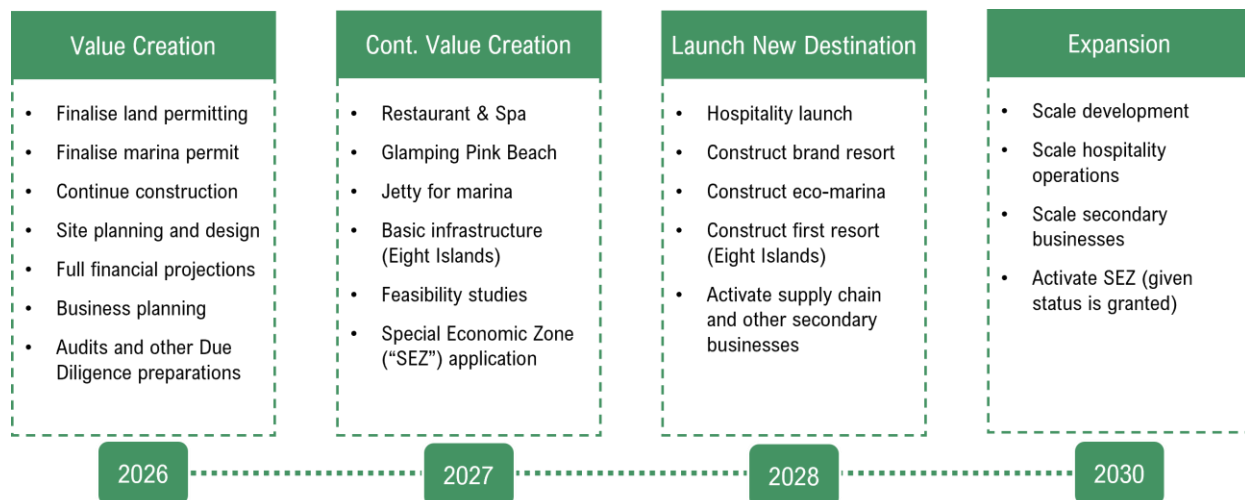 Value Creation
• Finalise land permitting
• Finalise marina permit
• Continue construction
• Site planning and design
• Full financial projections
• Business planning
• Audits and other Due
Diligence preparations
2026
Cont. Value Creation
• Restaurant & Spa
• Glamping Pink Beach
• Jetty for marina
• Basic infrastructure
(Eight Islands)
• Feasibility studies
• Special Economic Zone
(“SEZ”) application
2027
Launch New Destination
• Hospitality launch
• Construct brand resort
• Construct eco-marina
• Construct first resort
(Eight Islands)
• Activate supply chain
and other secondary
businesses
2028
Expansion
• Scale development
• Scale hospitality
operations
• Scale secondary
businesses
• Activate SEZ (given
status is granted)
2030